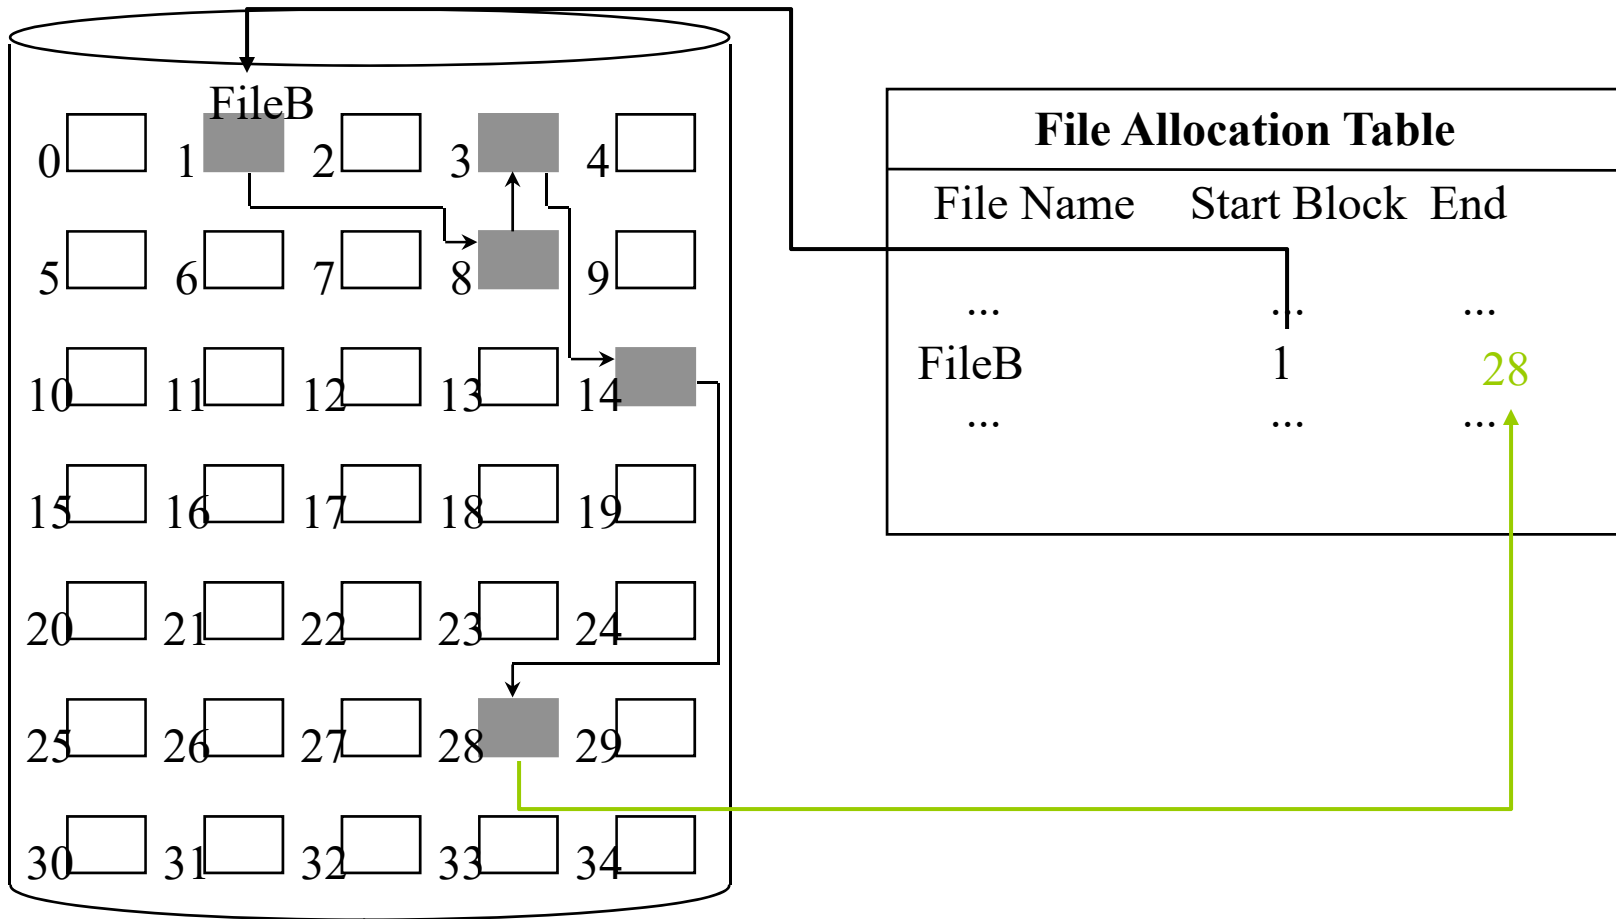 FileB
0 1 2 3 4
5 6 7 8 9
10 11 12 13 14
15 16 17 18 19
20 21 22 23 24
25 26 27 28 29
30 31 32 33 34
File Allocation Table
File Name Start Block End
... ... ...
FileB 1 28
... ... ...